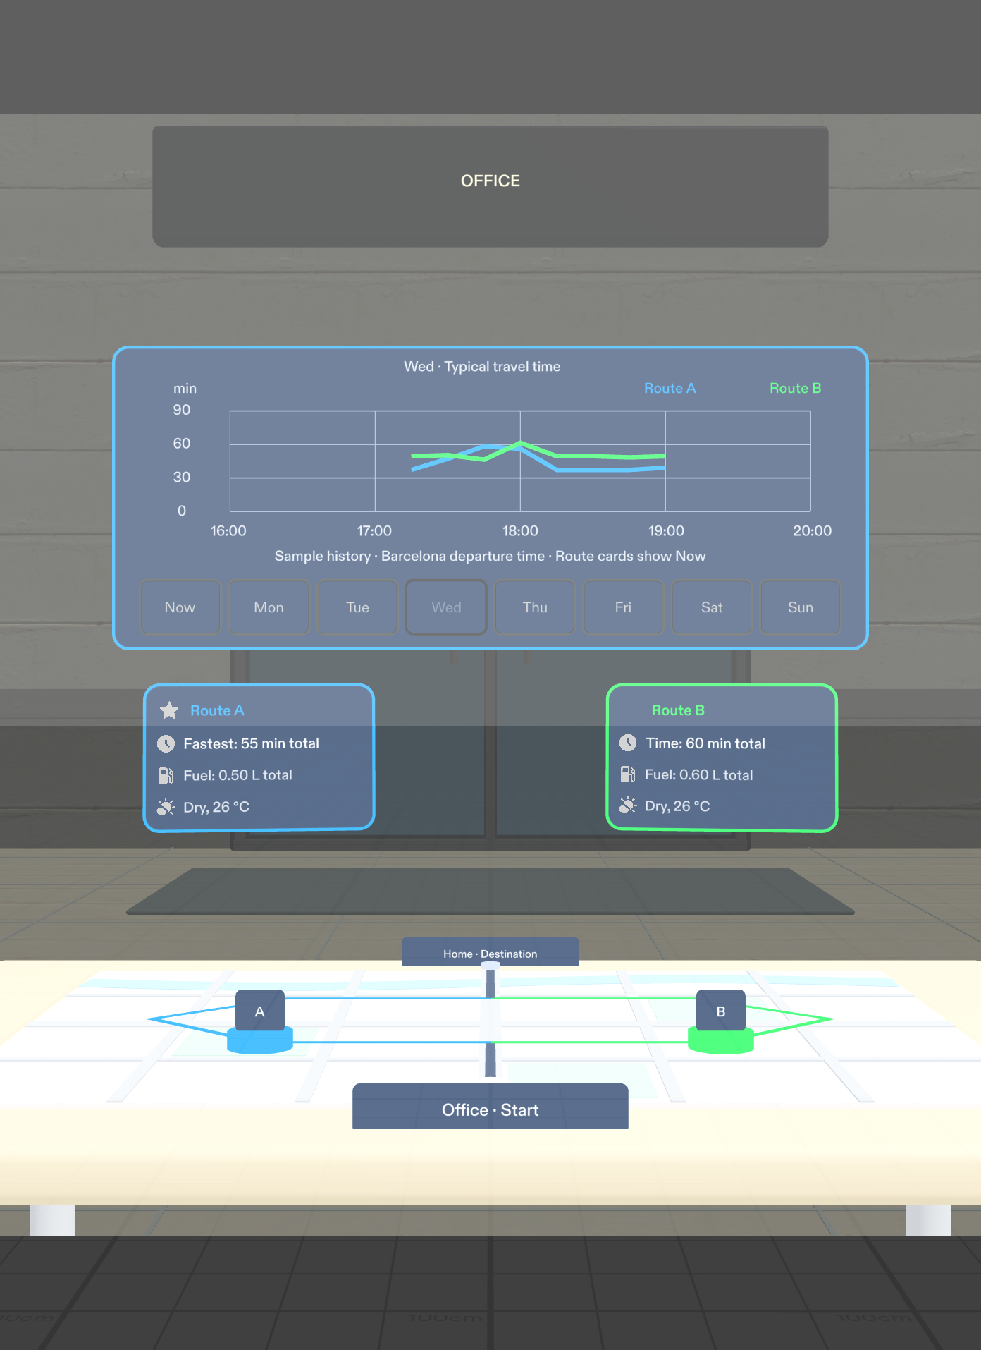 OFFICE
Wed · Typical travel time
min
Route A
Route B
90
60
30
0
16:00
17:00
18:00
19:00
20:00
Sample history · Barcelona departure time · Route cards show Now
Now
Mon
Tue
Wed
Thu
Fri
Sat
Sun
Route A
Fastest: 55 min total
Fuel: 0.50 L total
Dry, 26 °C
Route B
Time: 60 min total
Fuel: 0.60 L total
Dry, 26 °C
Home · Destination
A
B
Office · Start
100cm